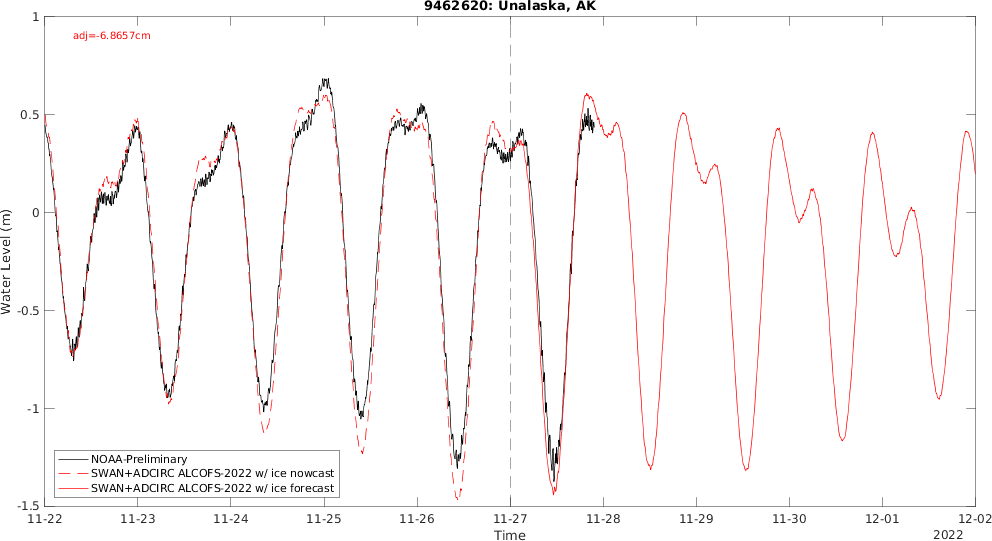 9462620: Unalaska, AK
adj=-6.8657cm
Water Level (m)
1
0.5
0
-0.5
-1
-1.5
NOAA-Preliminary
SWAN+ADCIRC ALCOFS-2022 w/ ice nowcast
SWAN+ADCIRC ALCOFS-2022 w/ ice forecast
11-22 11-23 11-24 11-25 11-26 11-27 11-28 11-29 11-30 12-01 12-02
Time
2022